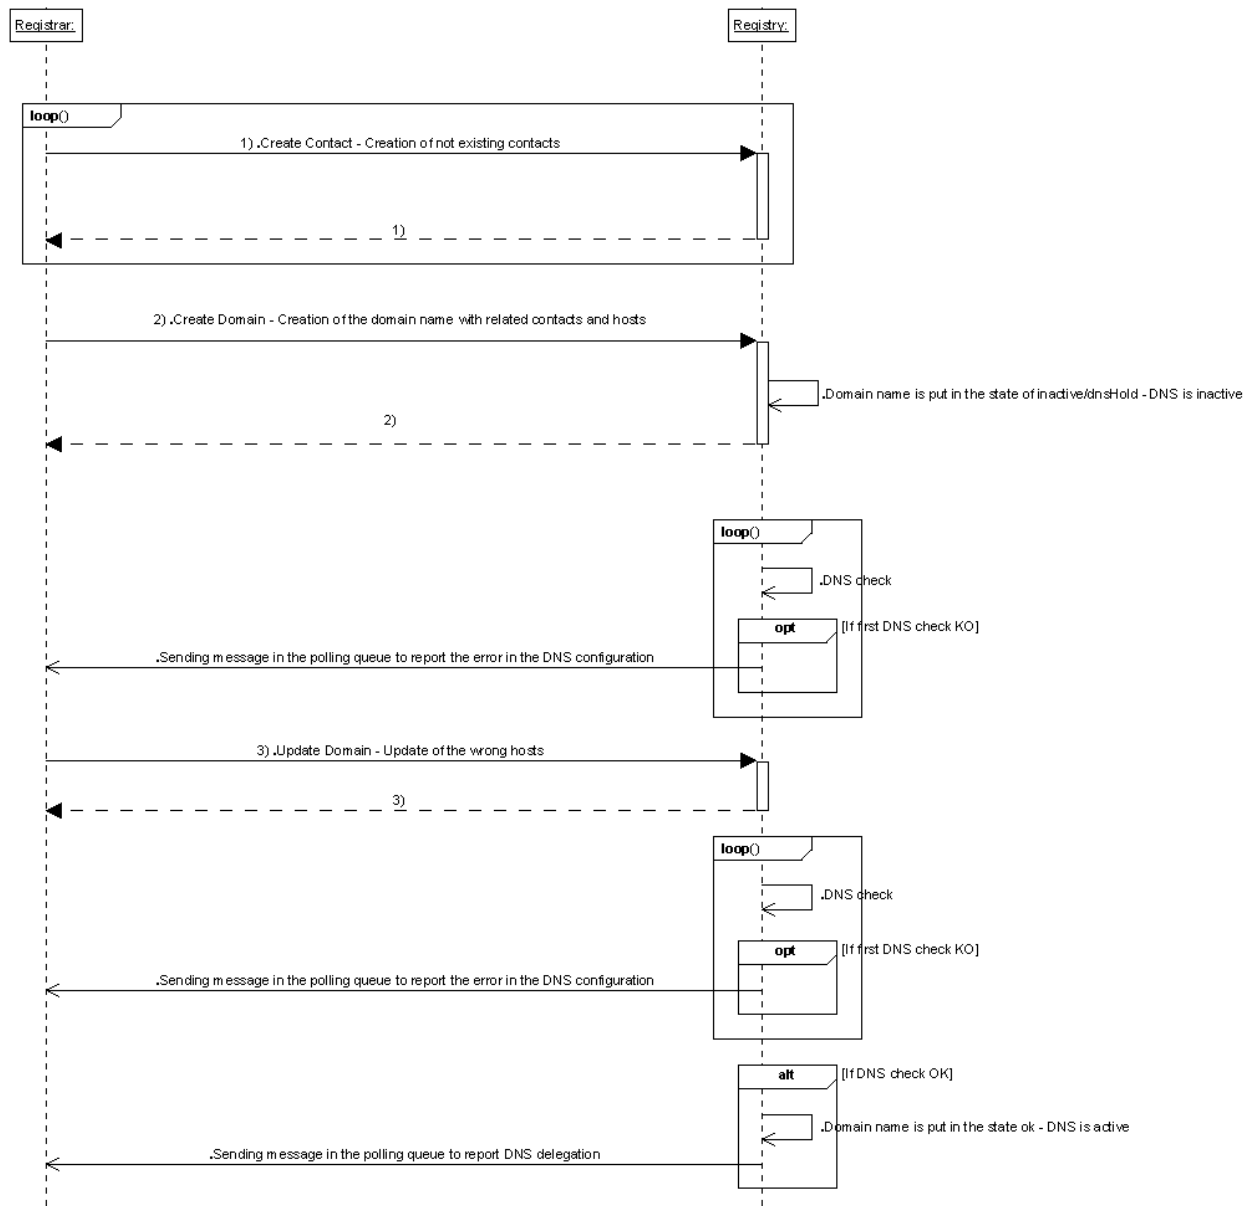 Registrar:
Registry:
loop()
1) .Create Contact - Creation of not existing contacts
1)
2) .Create Domain - Creation of the domain name with related contacts and hosts
.Domain name is put in the state of inactive/dnsHold - DNS is inactive
2)
loop()
.DNS check
opt
[If first DNS check KO]
.Sending message in the polling queue to report the error in the DNS configuration
3) .Update Domain - Update of the wrong hosts
3)
loop()
.DNS check
opt
[If first DNS check KO]
.Sending message in the polling queue to report the error in the DNS configuration
alt
[If DNS check OK]
.Domain name is put in the state ok - DNS is active
.Sending message in the polling queue to report DNS delegation